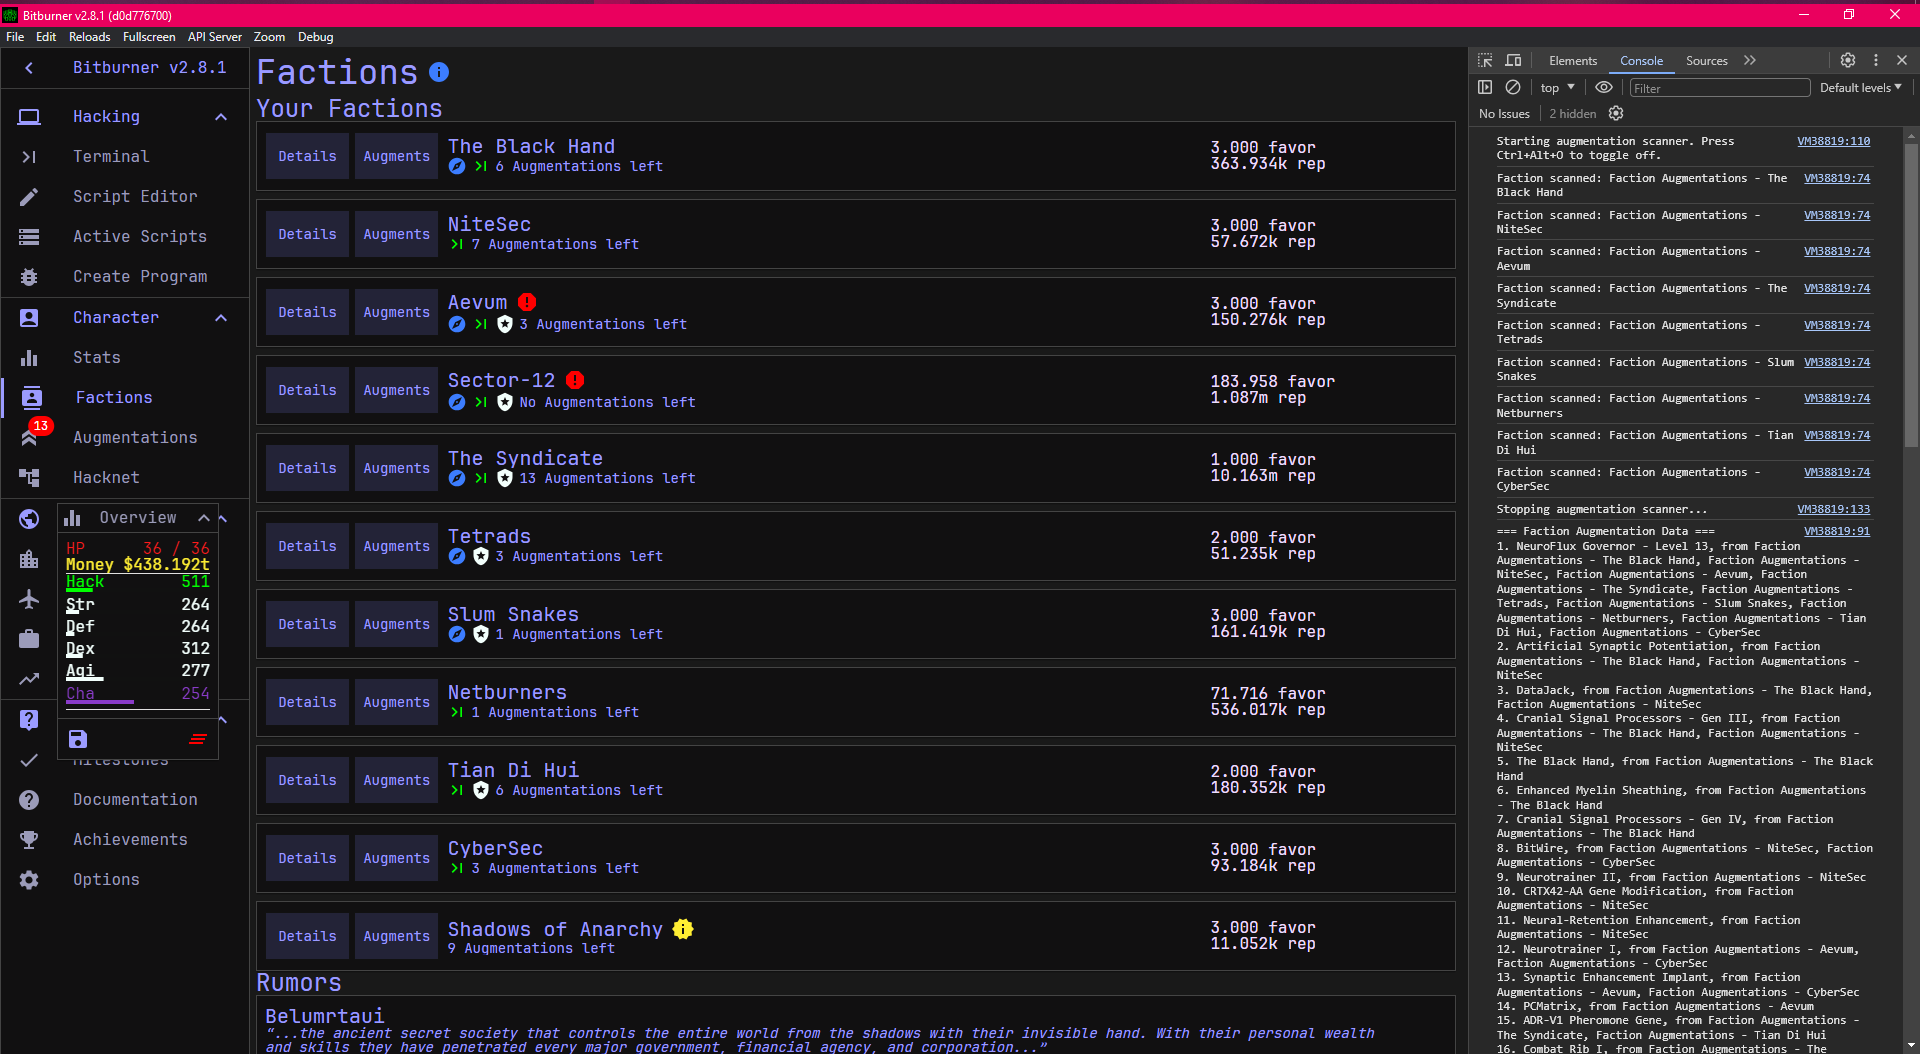 Bitburner v2.8.1 (d0d776700)
File Edit Reloads Fullscreen API Server Zoom Debug
Bitburner v2.8.1
Hacking
Terminal
Script Editor
Active Scripts
Create Program
Character
Stats
Factions
13
Augmentations
Hacknet
Overview
HP 36 / 36
Money $438.192t
Hack 511
Str 264
Def 264
Dex 312
Agi 277
Cha 254
Milestones
Documentation
Achievements
Options
Factions
Your Factions
Details Augments The Black Hand
6 Augmentations left
3.000 favor
363.934k rep
Details Augments NiteSec
7 Augmentations left
3.000 favor
57.672k rep
Details Augments Aevum
3 Augmentations left
3.000 favor
150.276k rep
Details Augments Sector-12
No Augmentations left
183.958 favor
1.087m rep
Details Augments The Syndicate
13 Augmentations left
1.000 favor
10.163m rep
Details Augments Tetrads
3 Augmentations left
2.000 favor
51.235k rep
Details Augments Slum Snakes
1 Augmentations left
3.000 favor
161.419k rep
Details Augments Netburners
1 Augmentations left
71.716 favor
536.017k rep
Details Augments Tian Di Hui
6 Augmentations left
2.000 favor
180.352k rep
Details Augments CyberSec
3 Augmentations left
3.000 favor
93.184k rep
Details Augments Shadows of Anarchy
9 Augmentations left
3.000 favor
11.052k rep
Rumors
Belumrtaui
“...the ancient secret society that controls the entire world from the shadows with their invisible hand. With their personal wealth
and skills they have penetrated every major government, financial agency, and corporation...”
Elements Console Sources
top Filter Default levels
No Issues 2 hidden
Starting augmentation scanner. Press VM38819:110
Ctrl+Alt+O to toggle off.
Faction scanned: Faction Augmentations - The VM38819:74
Black Hand
Faction scanned: Faction Augmentations - VM38819:74
NiteSec
Faction scanned: Faction Augmentations - VM38819:74
Aevum
Faction scanned: Faction Augmentations - The VM38819:74
Syndicate
Faction scanned: Faction Augmentations - VM38819:74
Tetrads
Faction scanned: Faction Augmentations - Slum VM38819:74
Snakes
Faction scanned: Faction Augmentations - VM38819:74
Netburners
Faction scanned: Faction Augmentations - Tian VM38819:74
Di Hui
Faction scanned: Faction Augmentations - VM38819:74
CyberSec
Stopping augmentation scanner... VM38819:133
=== Faction Augmentation Data === VM38819:91
1. NeuroFlux Governor - Level 13, from Faction
Augmentations - The Black Hand, Faction Augmentations -
NiteSec, Faction Augmentations - Aevum, Faction
Augmentations - The Syndicate, Faction Augmentations -
Tetrads, Faction Augmentations - Slum Snakes, Faction
Augmentations - Netburners, Faction Augmentations - Tian
Di Hui, Faction Augmentations - CyberSec
2. Artificial Synaptic Potentiation, from Faction
Augmentations - The Black Hand, Faction Augmentations -
NiteSec
3. DataJack, from Faction Augmentations - The Black Hand,
Faction Augmentations - NiteSec
4. Cranial Signal Processors - Gen III, from Faction
Augmentations - The Black Hand, Faction Augmentations -
NiteSec
5. The Black Hand, from Faction Augmentations - The Black
Hand
6. Enhanced Myelin Sheathing, from Faction Augmentations
- The Black Hand
7. Cranial Signal Processors - Gen IV, from Faction
Augmentations - The Black Hand
8. BitWire, from Faction Augmentations - NiteSec, Faction
Augmentations - CyberSec
9. Neurotrainer II, from Faction Augmentations - NiteSec
10. CRTX42-AA Gene Modification, from Faction
Augmentations - NiteSec
11. Neural-Retention Enhancement, from Faction
Augmentations - NiteSec
12. Neurotrainer I, from Faction Augmentations - Aevum,
Faction Augmentations - CyberSec
13. Synaptic Enhancement Implant, from Faction
Augmentations - Aevum, Faction Augmentations - CyberSec
14. PCMatrix, from Faction Augmentations - Aevum
15. ADR-V1 Pheromone Gene, from Faction Augmentations -
The Syndicate, Faction Augmentations - Tian Di Hui
16. Combat Rib I, from Faction Augmentations - The